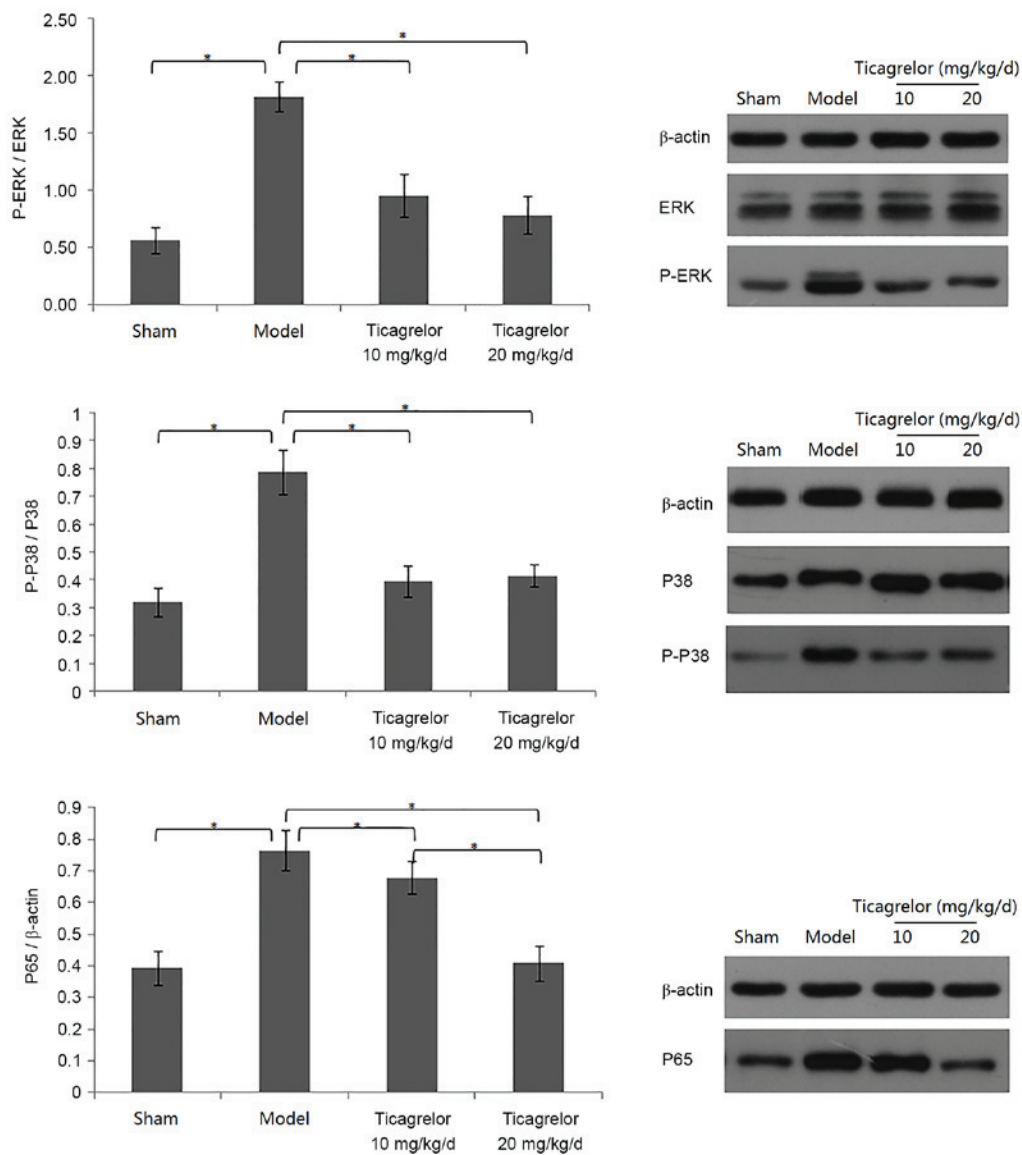 2.50
2.00
1.50
1.00
0.50
0.00
P-ERK / ERK
*
*
*
Sham
Model
Ticagrelor
10 mg/kg/d
Ticagrelor
20 mg/kg/d
Ticagrelor (mg/kg/d)
Sham Model 10 20
β-actin
ERK
P-ERK
1
0.9
0.8
0.7
0.6
0.5
0.4
0.3
0.2
0.1
0
P-P38 / P38
*
*
*
Sham
Model
Ticagrelor
10 mg/kg/d
Ticagrelor
20 mg/kg/d
Ticagrelor (mg/kg/d)
Sham Model 10 20
β-actin
P38
P-P38
0.9
0.8
0.7
0.6
0.5
0.4
0.3
0.2
0.1
0
P65 / β-actin
*
*
*
*
Sham
Model
Ticagrelor
10 mg/kg/d
Ticagrelor
20 mg/kg/d
Ticagrelor (mg/kg/d)
Sham Model 10 20
β-actin
P65